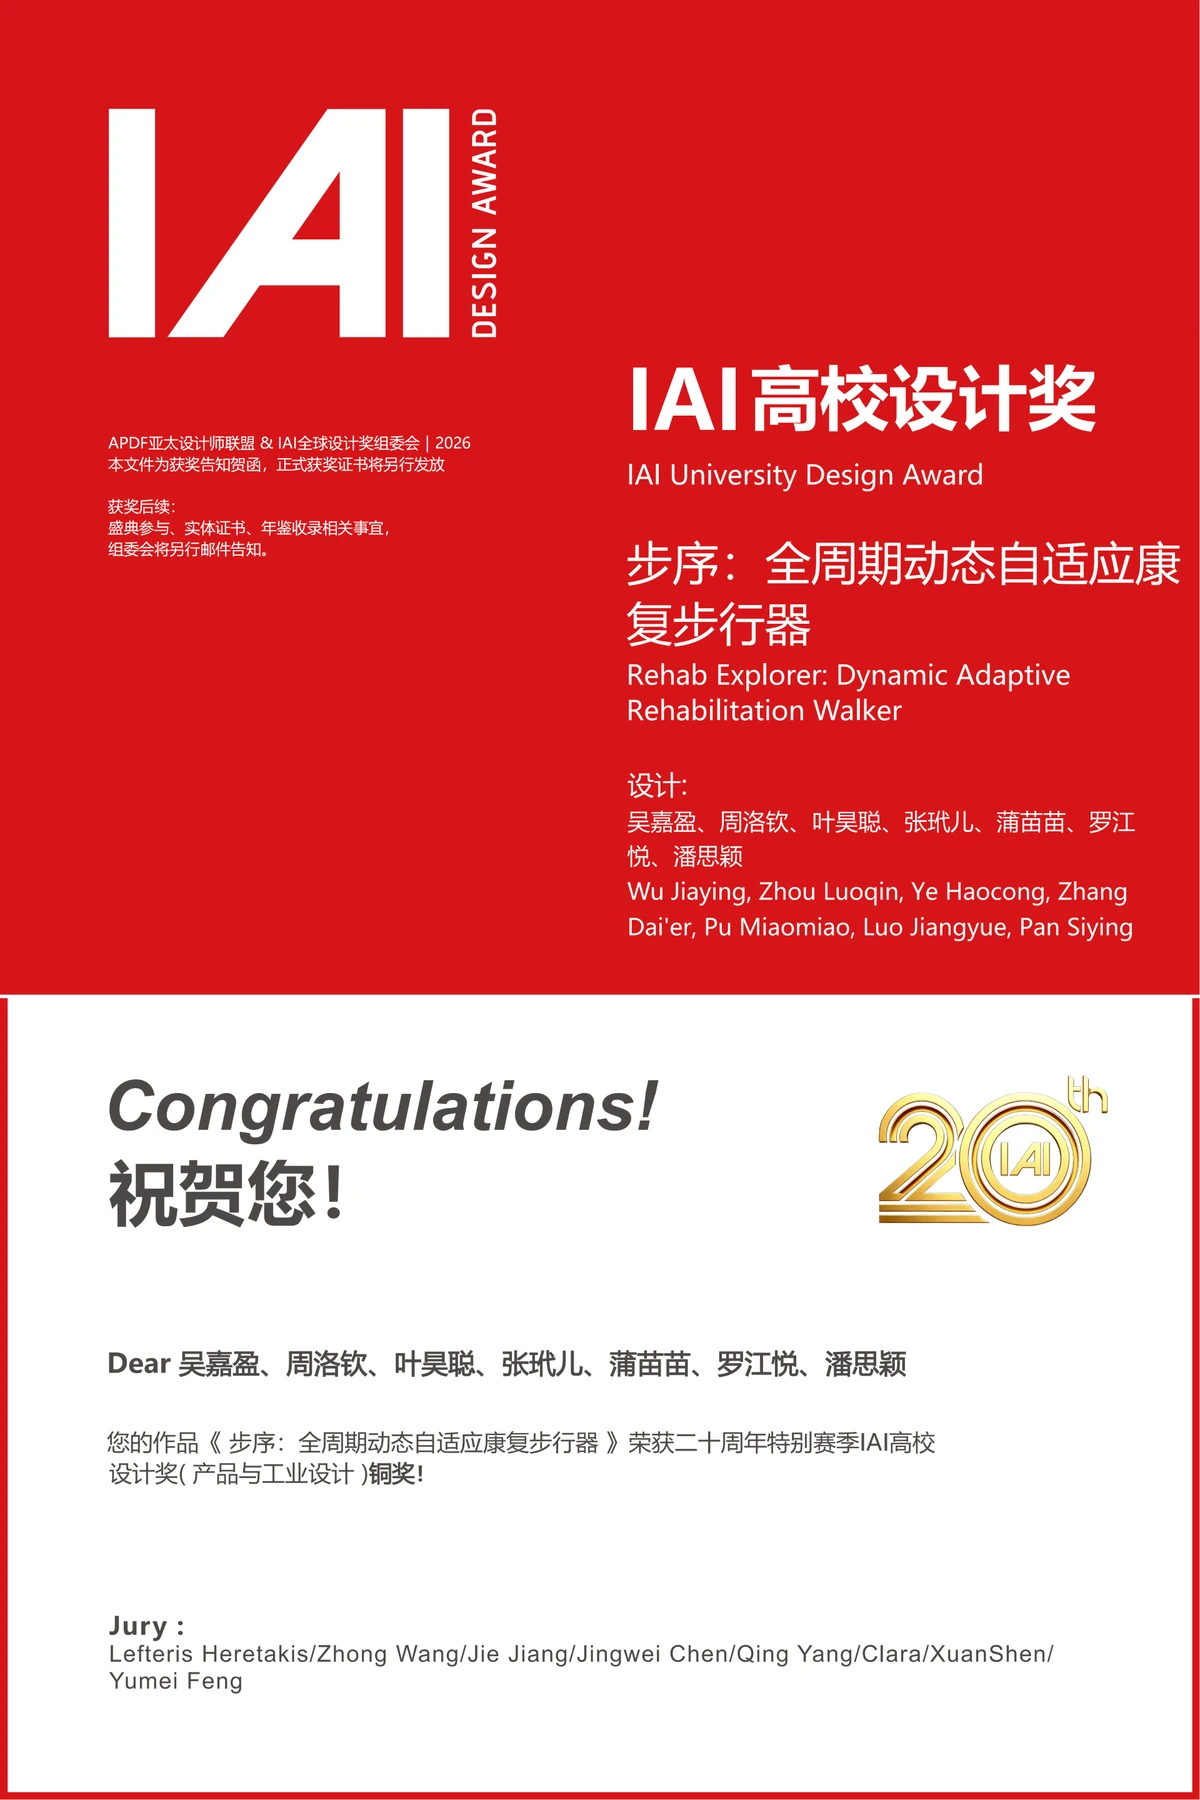 IAI
DESIGN AWARD
APDF亚太设计师联盟 & IAI全球设计奖组委会 | 2026
本文件为获奖告知贺函，正式获奖证书将另行发放
获奖后续：
盛典参与、实体证书、年鉴收录相关事宜，
组委会将另行邮件告知。
IAI高校设计奖
IAI University Design Award
步序：全周期动态自适应康
复步行器
Rehab Explorer: Dynamic Adaptive
Rehabilitation Walker
设计:
吴嘉盈、周洛钦、叶昊聪、张玳儿、蒲苗苗、罗江
悦、潘思颖
Wu Jiaying, Zhou Luoqin, Ye Haocong, Zhang
Dai'er, Pu Miaomiao, Luo Jiangyue, Pan Siying
Congratulations!
祝贺您！
20th
IAI
Dear 吴嘉盈、周洛钦、叶昊聪、张玳儿、蒲苗苗、罗江悦、潘思颖
您的作品《 步序：全周期动态自适应康复步行器 》荣获二十周年特别赛季IAI高校
设计奖( 产品与工业设计 )铜奖！
Jury :
Lefteris Heretakis/Zhong Wang/Jie Jiang/Jingwei Chen/Qing Yang/Clara/XuanShen/
Yumei Feng